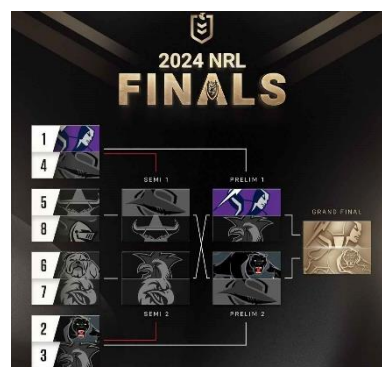 2024 NRL
FINALS
1
4
SEMI 1
PRELIM 1
5
8
GRAND FINAL
6
7
2
SEMI 2
PRELIM 2
3